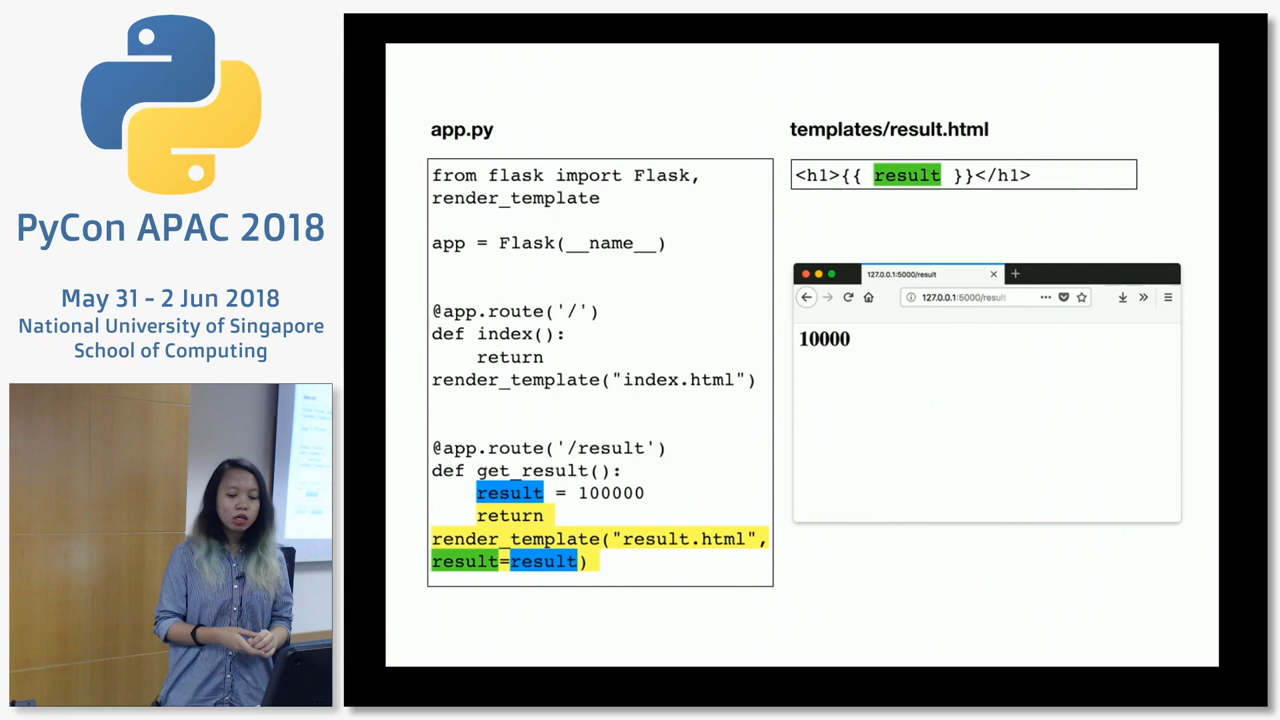 PyCon APAC 2018
May 31 - 2 Jun 2018
National University of Singapore
School of Computing
app.py
from flask import Flask,
render_template
app = Flask(__name__)
@app.route('/')
def index():
    return
render_template("index.html")
@app.route('/result')
def get_result():
    result = 100000
    return
render_template("result.html",
result=result)
templates/result.html
<h1>{{ result }}</h1>
127.0.0.1:5000/result
127.0.0.1:5000/result
10000